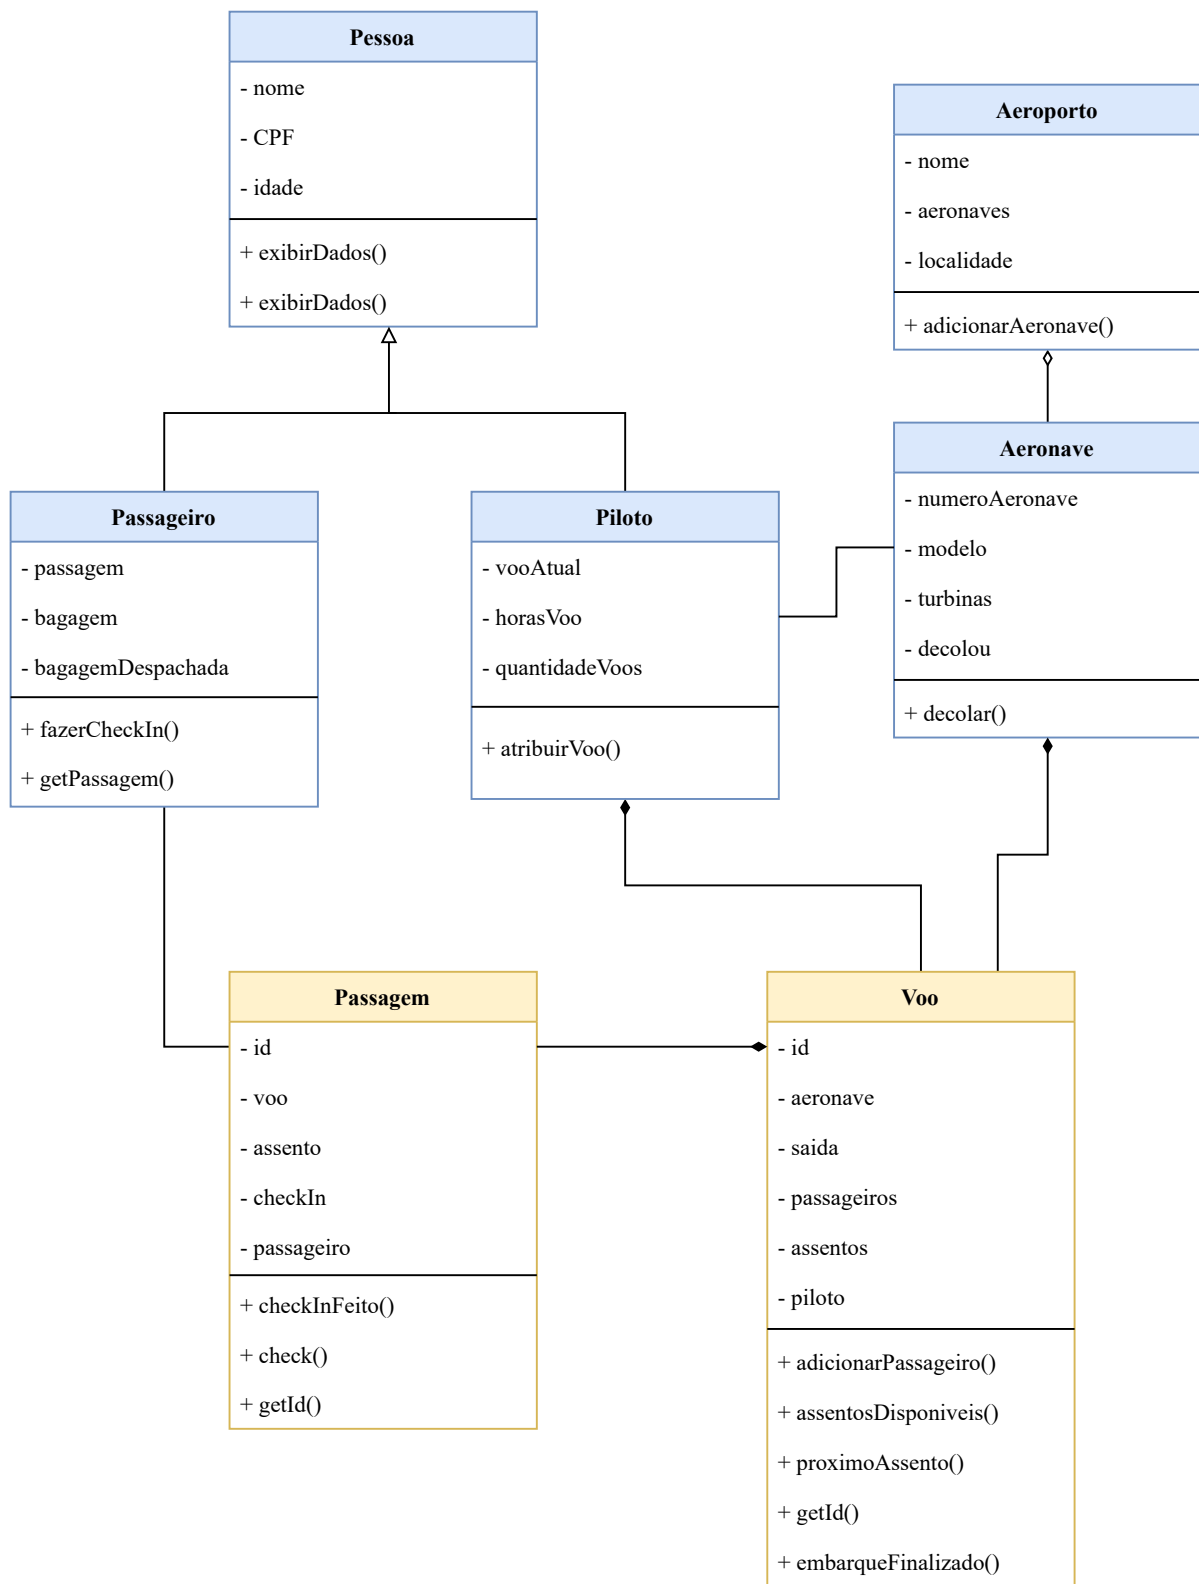 Pessoa
- nome
- CPF
- idade
+ exibirDados()
+ exibirDados()
Aeroporto
- nome
- aeronaves
- localidade
+ adicionarAeronave()
Aeronave
- numeroAeronave
- modelo
- turbinas
- decolou
+ decolar()
Passageiro
- passagem
- bagagem
- bagagemDespachada
+ fazerCheckIn()
+ getPassagem()
Piloto
- vooAtual
- horasVoo
- quantidadeVoos
+ atribuirVoo()
Passagem
- id
- voo
- assento
- checkIn
- passageiro
+ checkInFeito()
+ check()
+ getId()
Voo
- id
- aeronave
- saida
- passageiros
- assentos
- piloto
+ adicionarPassageiro()
+ assentosDisponiveis()
+ proximoAssento()
+ getId()
+ embarqueFinalizado()